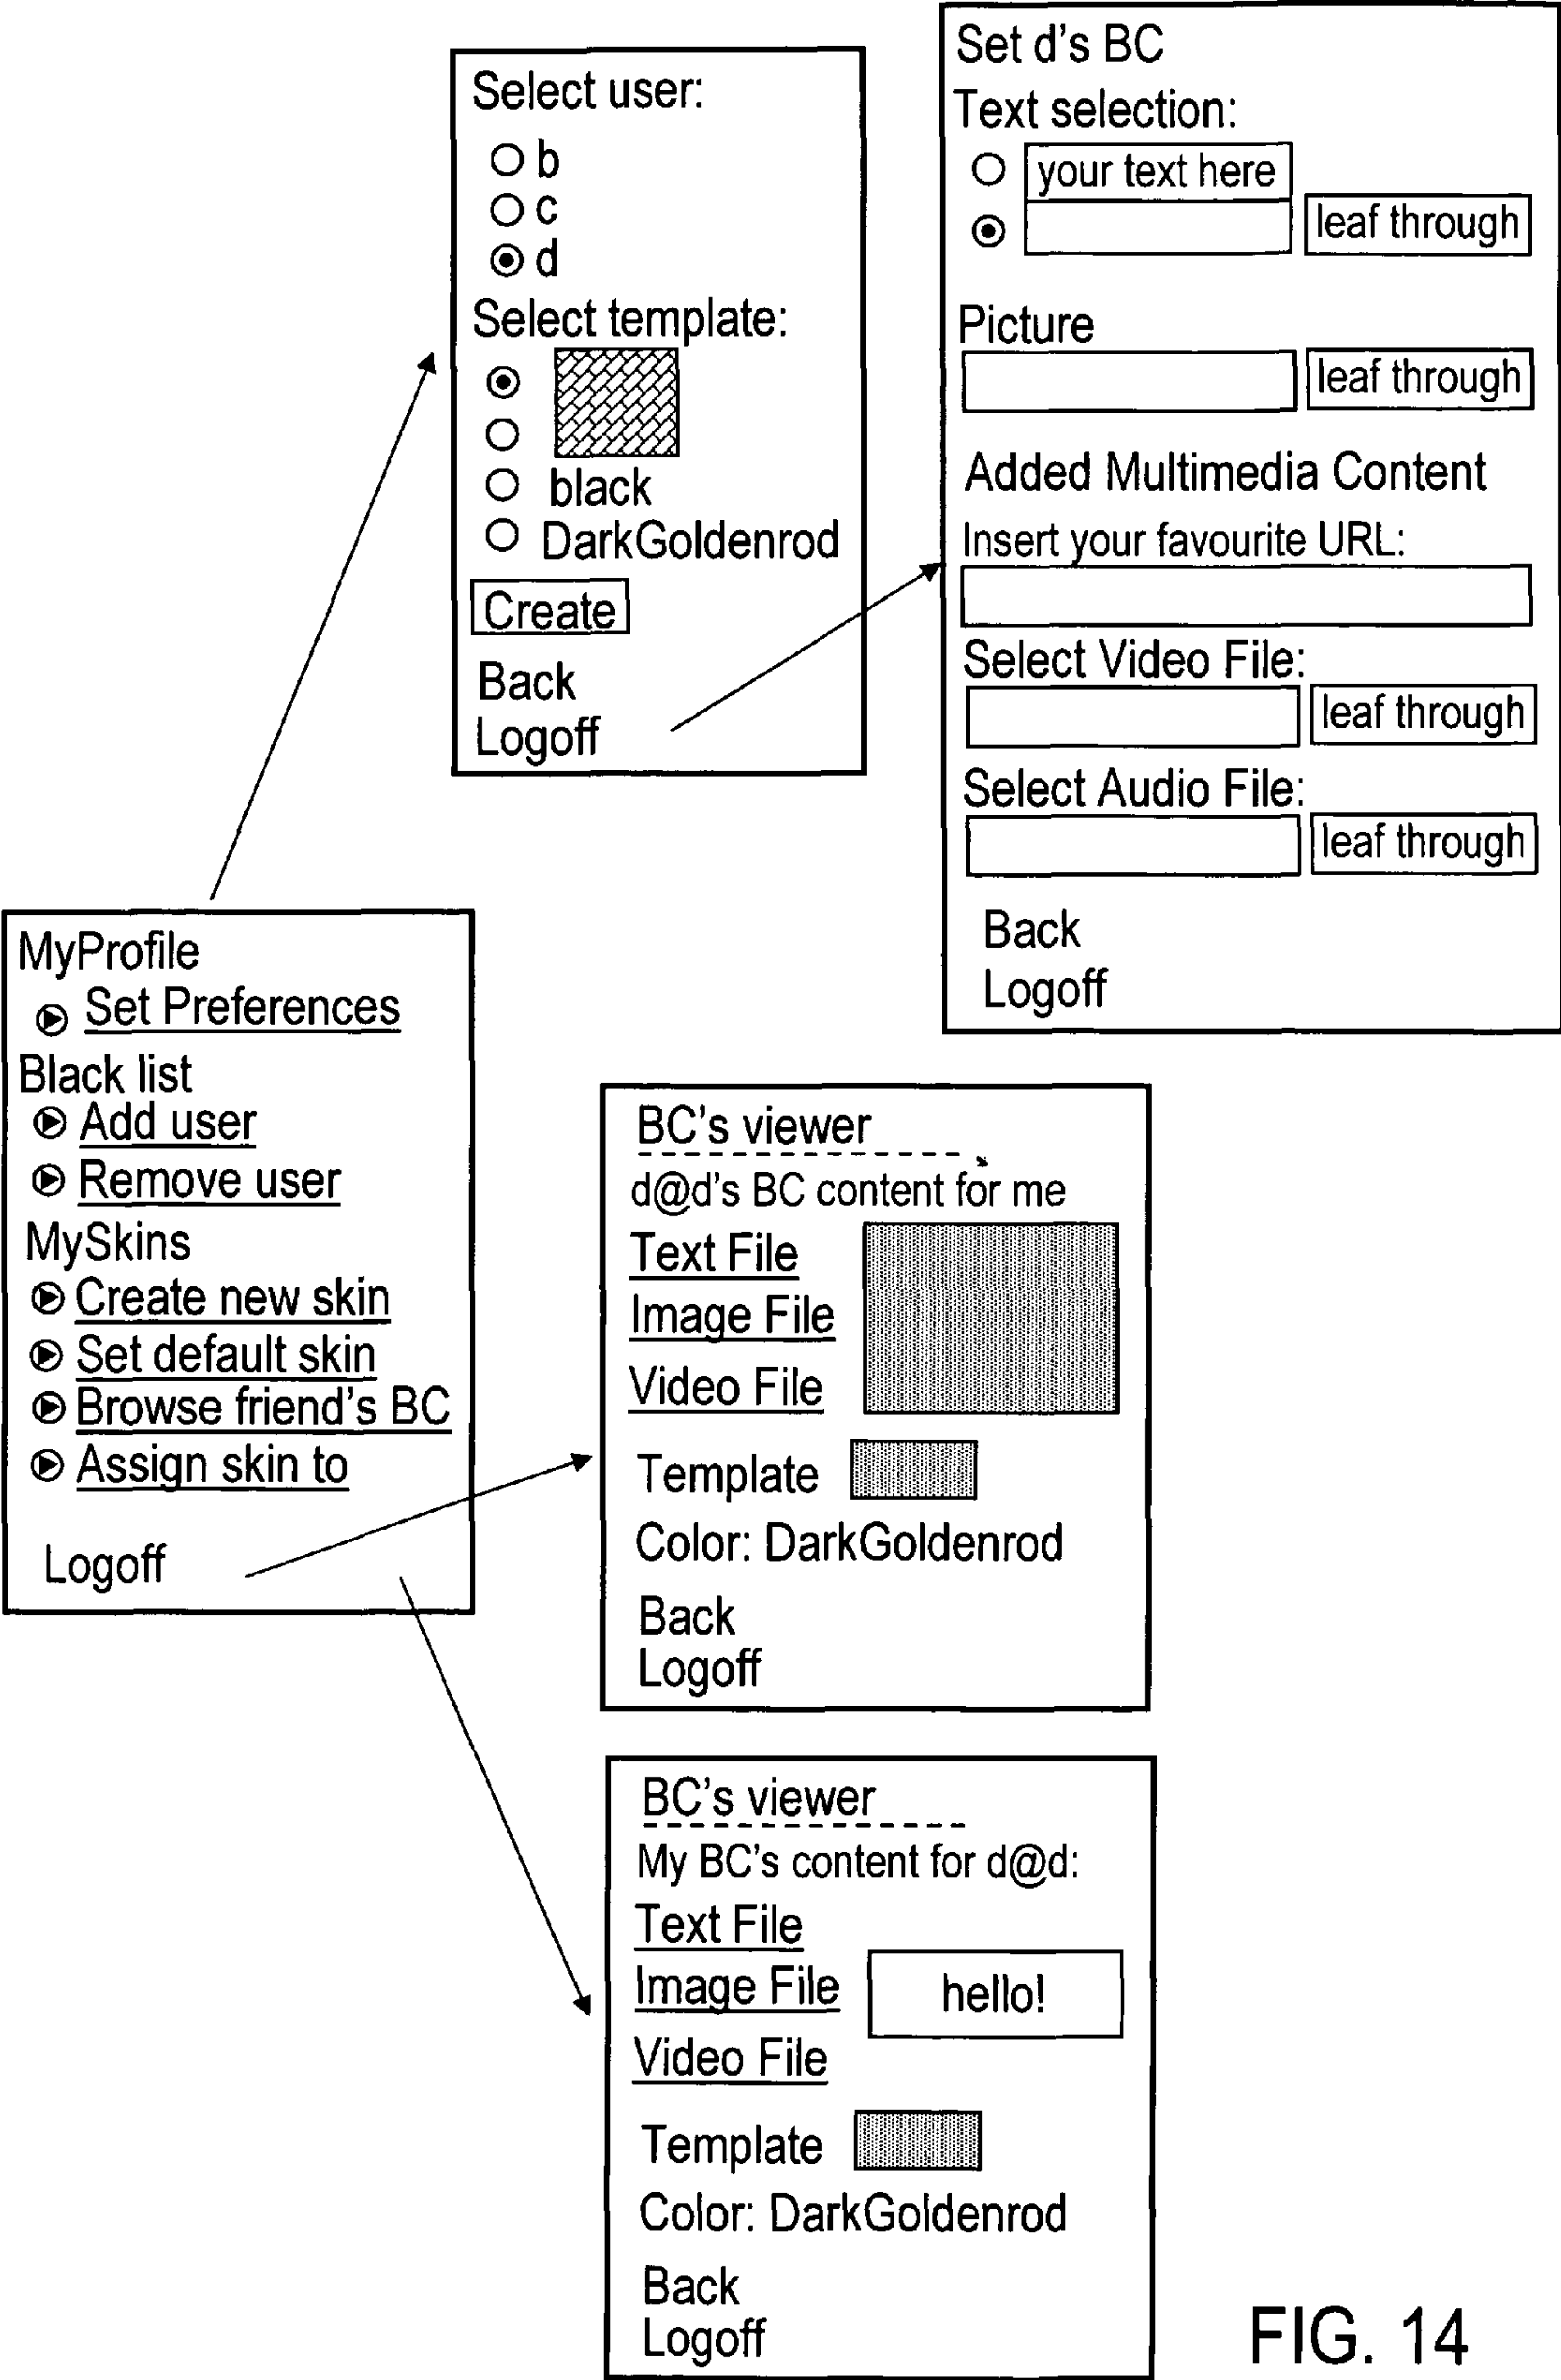 Select user:
b
c
d
Select template:
black
DarkGoldenrod
Create
Back
Logoff
Set d's BC
Text selection:
your text here
leaf through
Picture
leaf through
Added Multimedia Content
Insert your favourite URL:
Select Video File:
leaf through
Select Audio File:
leaf through
Back
Logoff
MyProfile
Set Preferences
Black list
Add user
Remove user
MySkins
Create new skin
Set default skin
Browse friend's BC
Assign skin to
Logoff
BC's viewer
d@d's BC content for me
Text File
Image File
Video File
Template
Color: DarkGoldenrod
Back
Logoff
BC's viewer
My BC's content for d@d:
Text File
Image File
hello!
Video File
Template
Color: DarkGoldenrod
Back
Logoff
FIG. 14